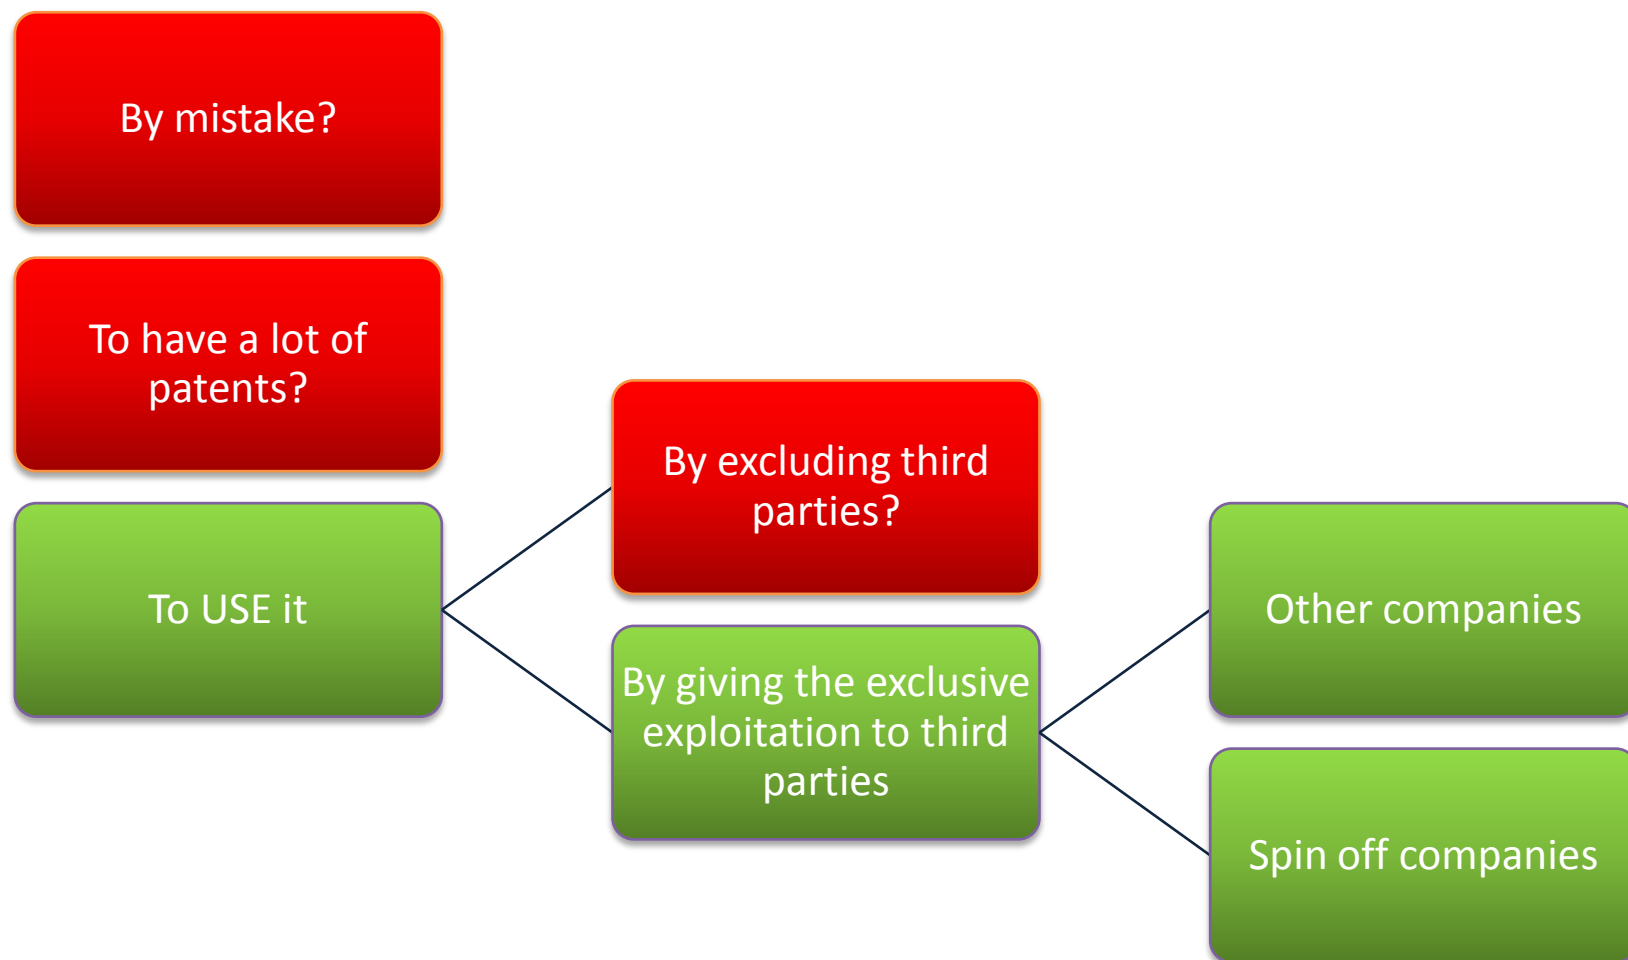 By mistake?
To have a lot of
patents?
To USE it
By excluding third
parties?
By giving the exclusive
exploitation to third
parties
Other companies
Spin off companies